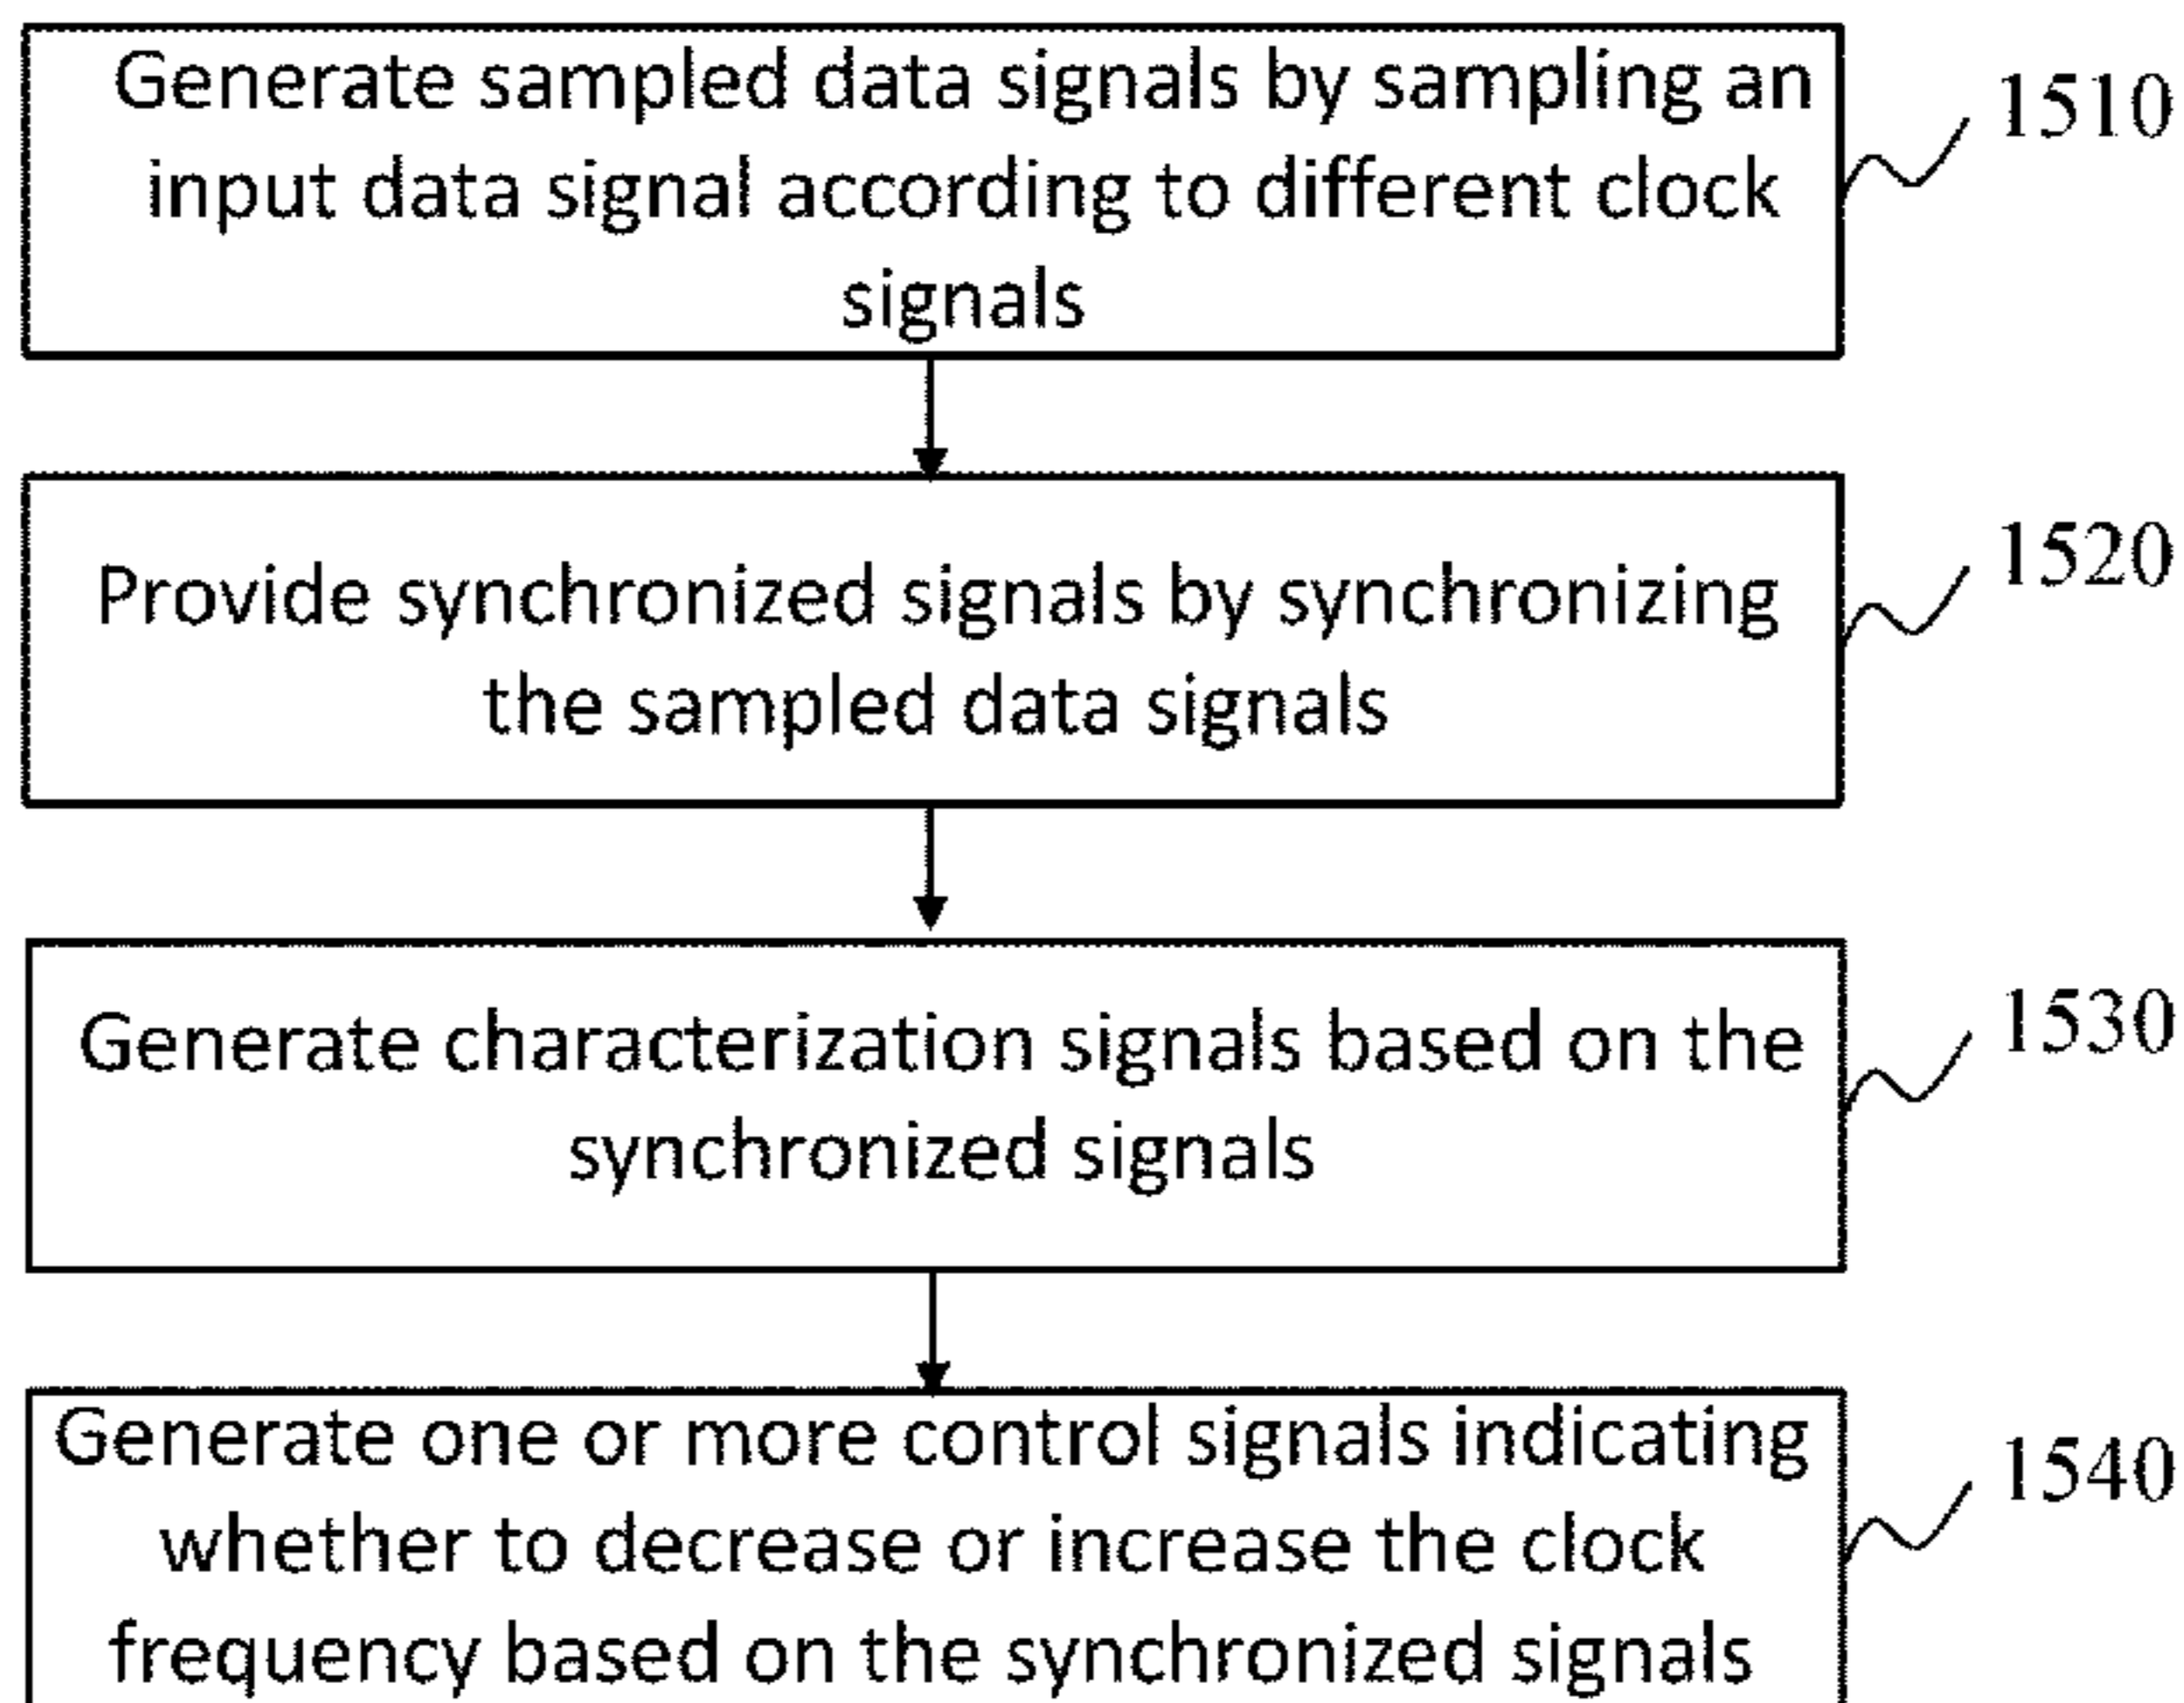 Generate sampled data signals by sampling an
input data signal according to different clock
signals
1510
Provide synchronized signals by synchronizing
the sampled data signals
1520
Generate characterization signals based on the
synchronized signals
1530
Generate one or more control signals indicating
whether to decrease or increase the clock
frequency based on the synchronized signals
1540